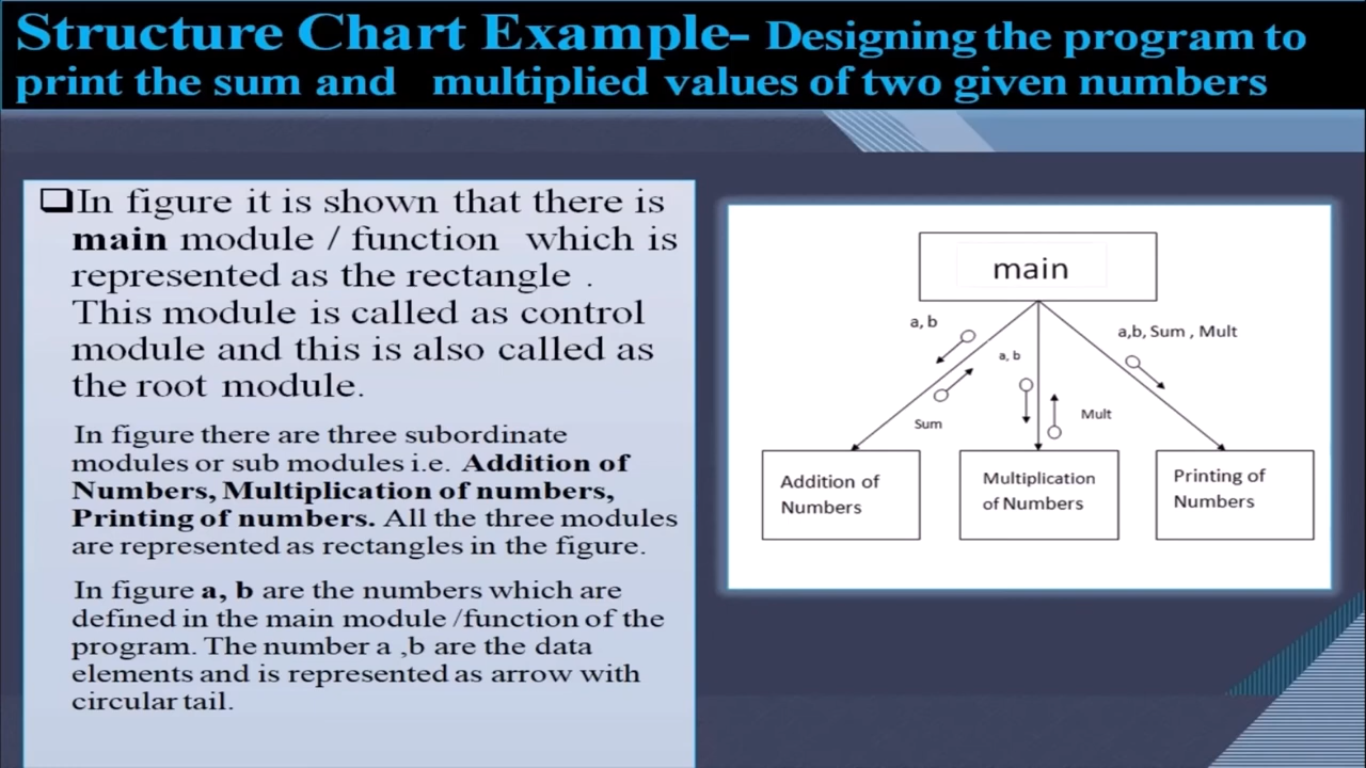 Structure Chart Example- Designing the program to
print the sum and multiplied values of two given numbers
In figure it is shown that there is
main module / function which is
represented as the rectangle .
This module is called as control
module and this is also called as
the root module.
In figure there are three subordinate
modules or sub modules i.e. Addition of
Numbers, Multiplication of numbers,
Printing of numbers. All the three modules
are represented as rectangles in the figure.
In figure a, b are the numbers which are
defined in the main module /function of the
program. The number a ,b are the data
elements and is represented as arrow with
circular tail.
main
a, b
a, b
a,b, Sum , Mult
Sum
Mult
Addition of
Numbers
Multiplication
of Numbers
Printing of
Numbers